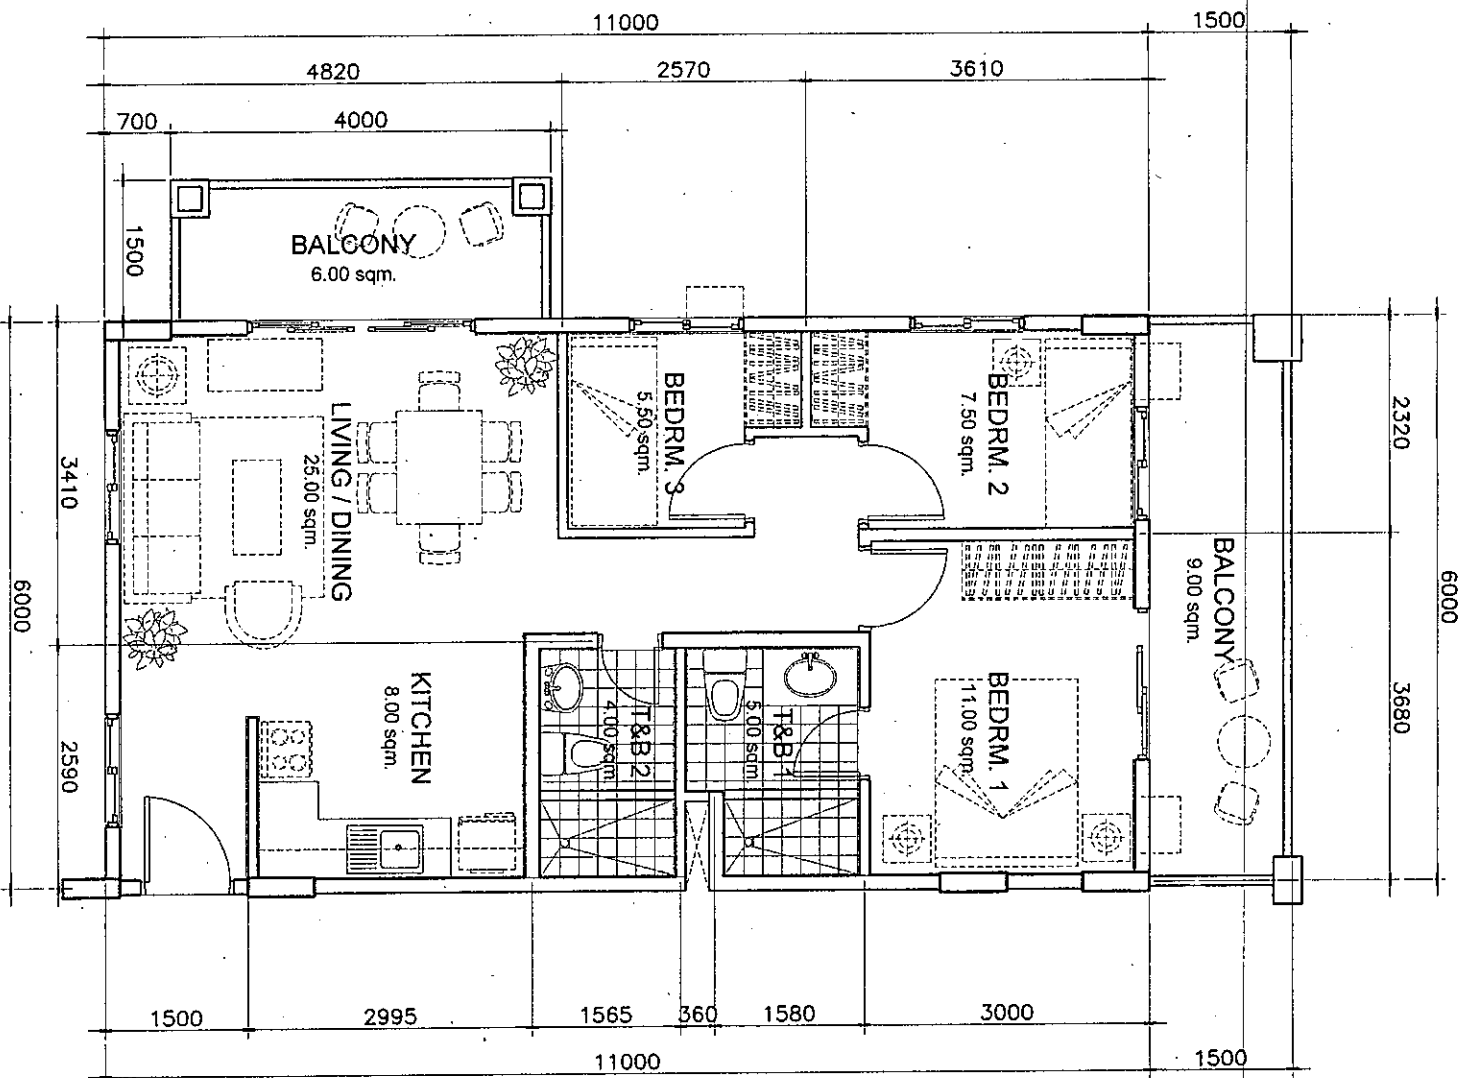 11000
1500
4820
2570
3610
700
4000
1500
BALCONY
6.00 sqm.
LIVING / DINING
25.00 sqm.
BEDRM. 3
5.50 sqm.
BEDRM. 2
7.50 sqm.
BALCONY
9.00 sqm.
KITCHEN
8.00 sqm.
T&B 2
4.00 sqm.
T&B 1
5.00 sqm.
BEDRM. 1
11.00 sqm.
3410
2590
6000
2320
3680
6000
1500
2995
1565
360
1580
3000
11000
1500